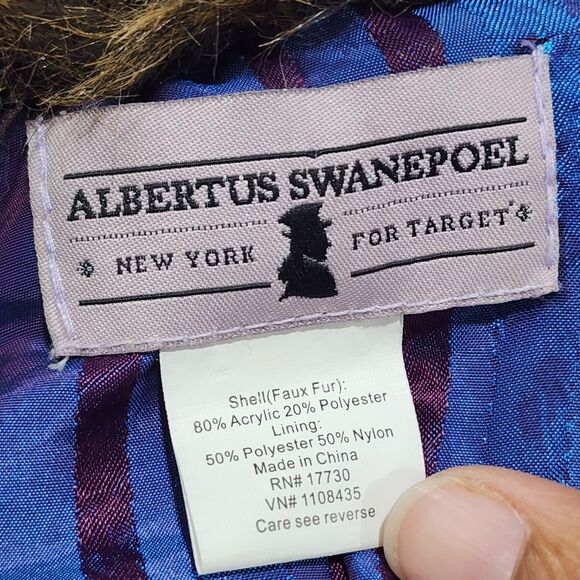 ALBERTUS SWANEPOEL
NEW YORK FOR TARGET
Shell(Faux Fur):
80% Acrylic 20% Polyester
Lining:
50% Polyester 50% Nylon
Made in China
RN# 17730
VN# 1108435
Care see reverse